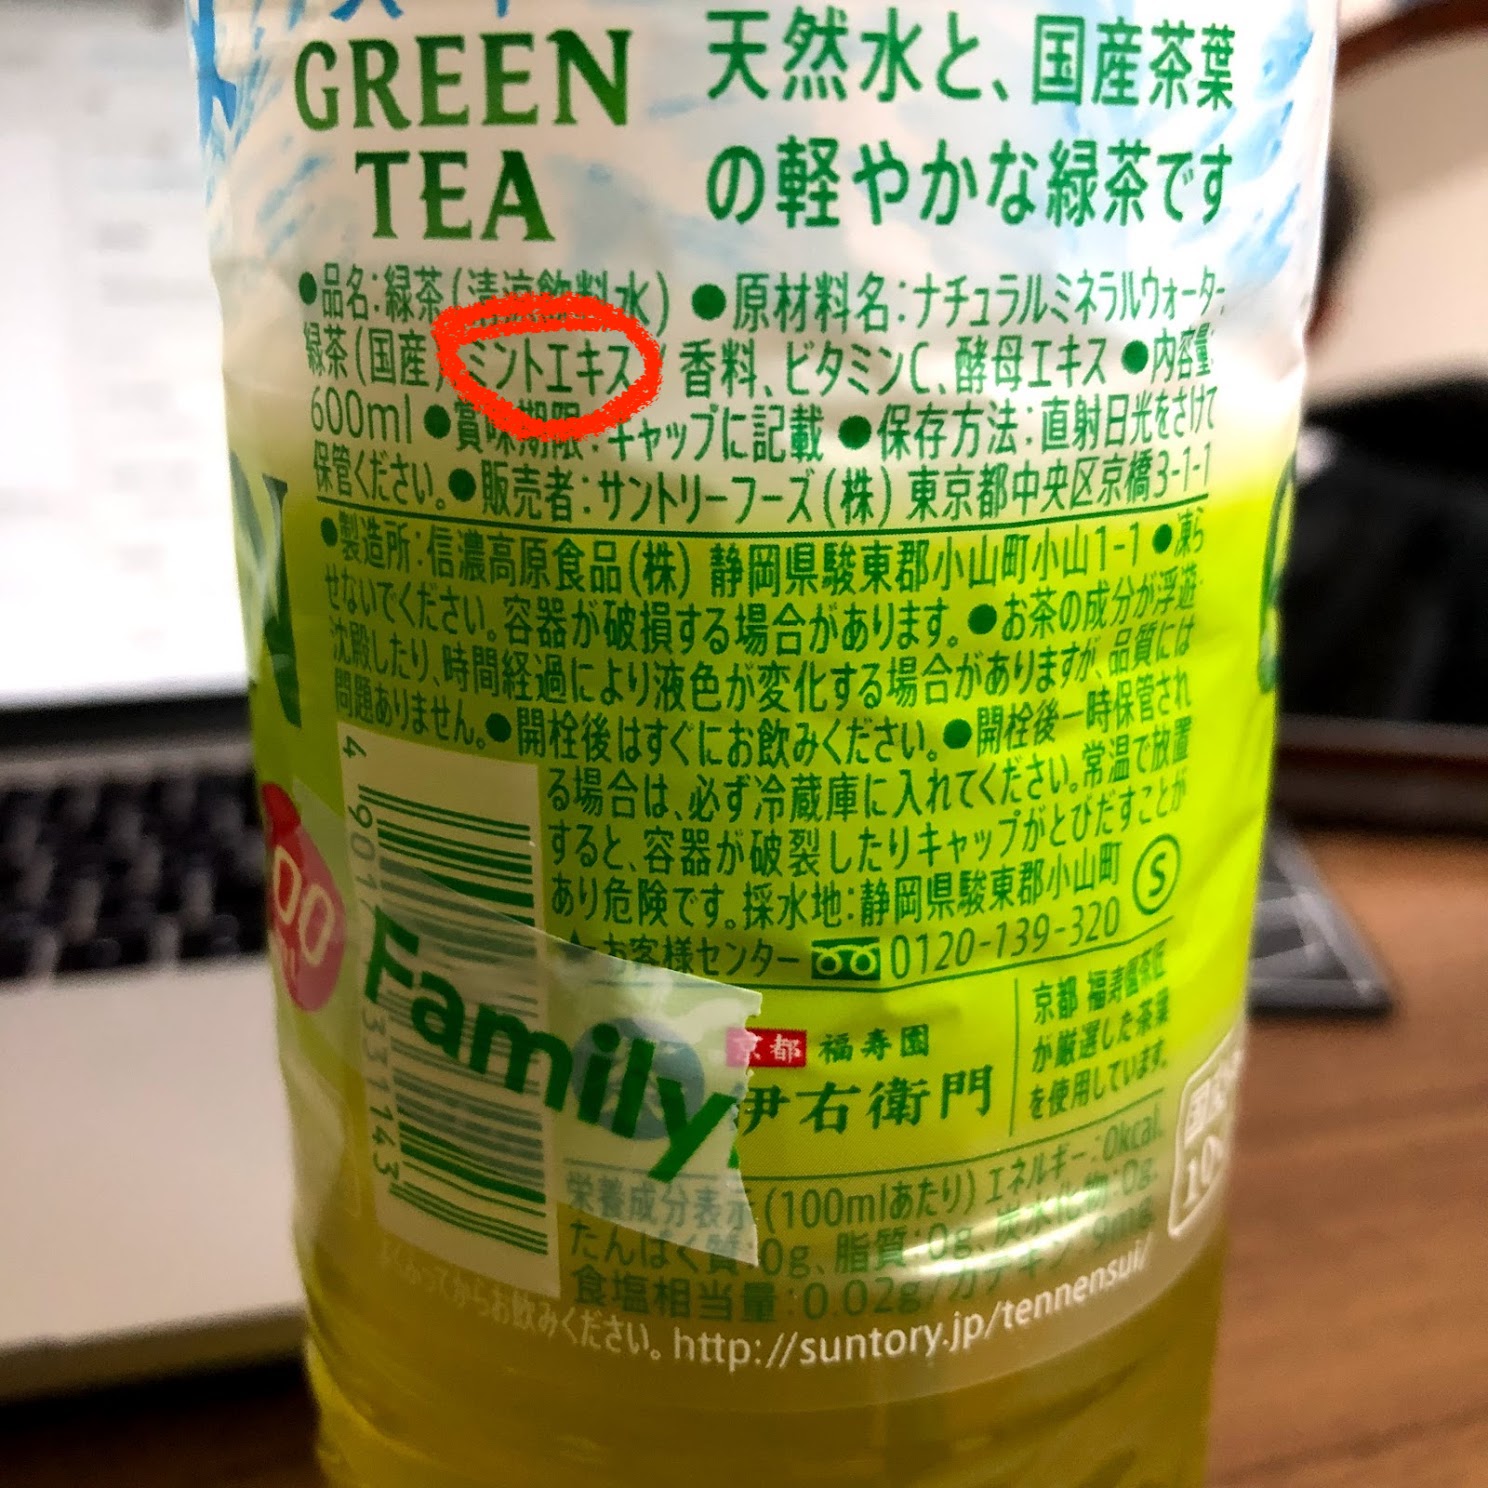 GREEN
TEA
天然水と、国産茶葉
の軽やかな緑茶です
●品名:緑茶(清涼飲料水) ●原材料名:ナチュラルミネラルウォーター、
緑茶(国産)、ミントエキス/香料、ビタミンC、酵母エキス ●内容量:
600ml ●賞味期限:キャップに記載 ●保存方法:直射日光をさけて
保管ください。●販売者:サントリーフーズ(株) 東京都中央区京橋3-1-1
●製造所:信濃高原食品(株) 静岡県駿東郡小山町小山1-1 ●凍ら
せないでください。容器が破損する場合があります。●お茶の成分が浮遊・
沈殿したり、時間経過により液色が変化する場合がありますが、品質には
問題ありません。●開栓後はすぐにお飲みください。●開栓後一時保管され
る場合は、必ず冷蔵庫に入れてください。常温で放置
すると、容器が破裂したりキャップがとびだすことが
あり危険です。採水地:静岡県駿東郡小山町
S
お客様センター 0120-139-320
4 901 33143
Family
京都 福寿園
伊右衛門
京都 福寿園茶匠
が厳選した茶葉
を使用しています。
栄養成分表示(100mlあたり) エネルギー:0kcal、
たんぱく質:0g、脂質:0g、炭水化物:0g、
食塩相当量:0.02g/カテキン:9mg
よくふってからお飲みください。http://suntory.jp/tennensui/